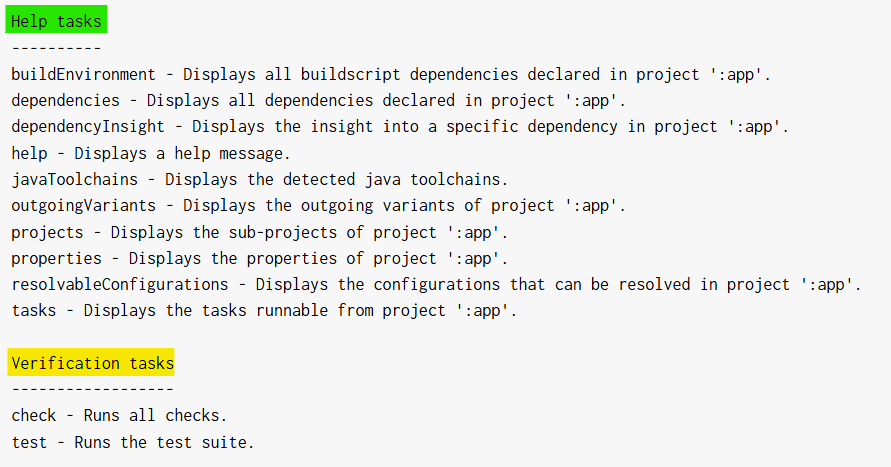 Help tasks
----------
buildEnvironment - Displays all buildscript dependencies declared in project ':app'.
dependencies - Displays all dependencies declared in project ':app'.
dependencyInsight - Displays the insight into a specific dependency in project ':app'.
help - Displays a help message.
javaToolchains - Displays the detected java toolchains.
outgoingVariants - Displays the outgoing variants of project ':app'.
projects - Displays the sub-projects of project ':app'.
properties - Displays the properties of project ':app'.
resolvableConfigurations - Displays the configurations that can be resolved in project ':app'.
tasks - Displays the tasks runnable from project ':app'.
Verification tasks
------------------
check - Runs all checks.
test - Runs the test suite.